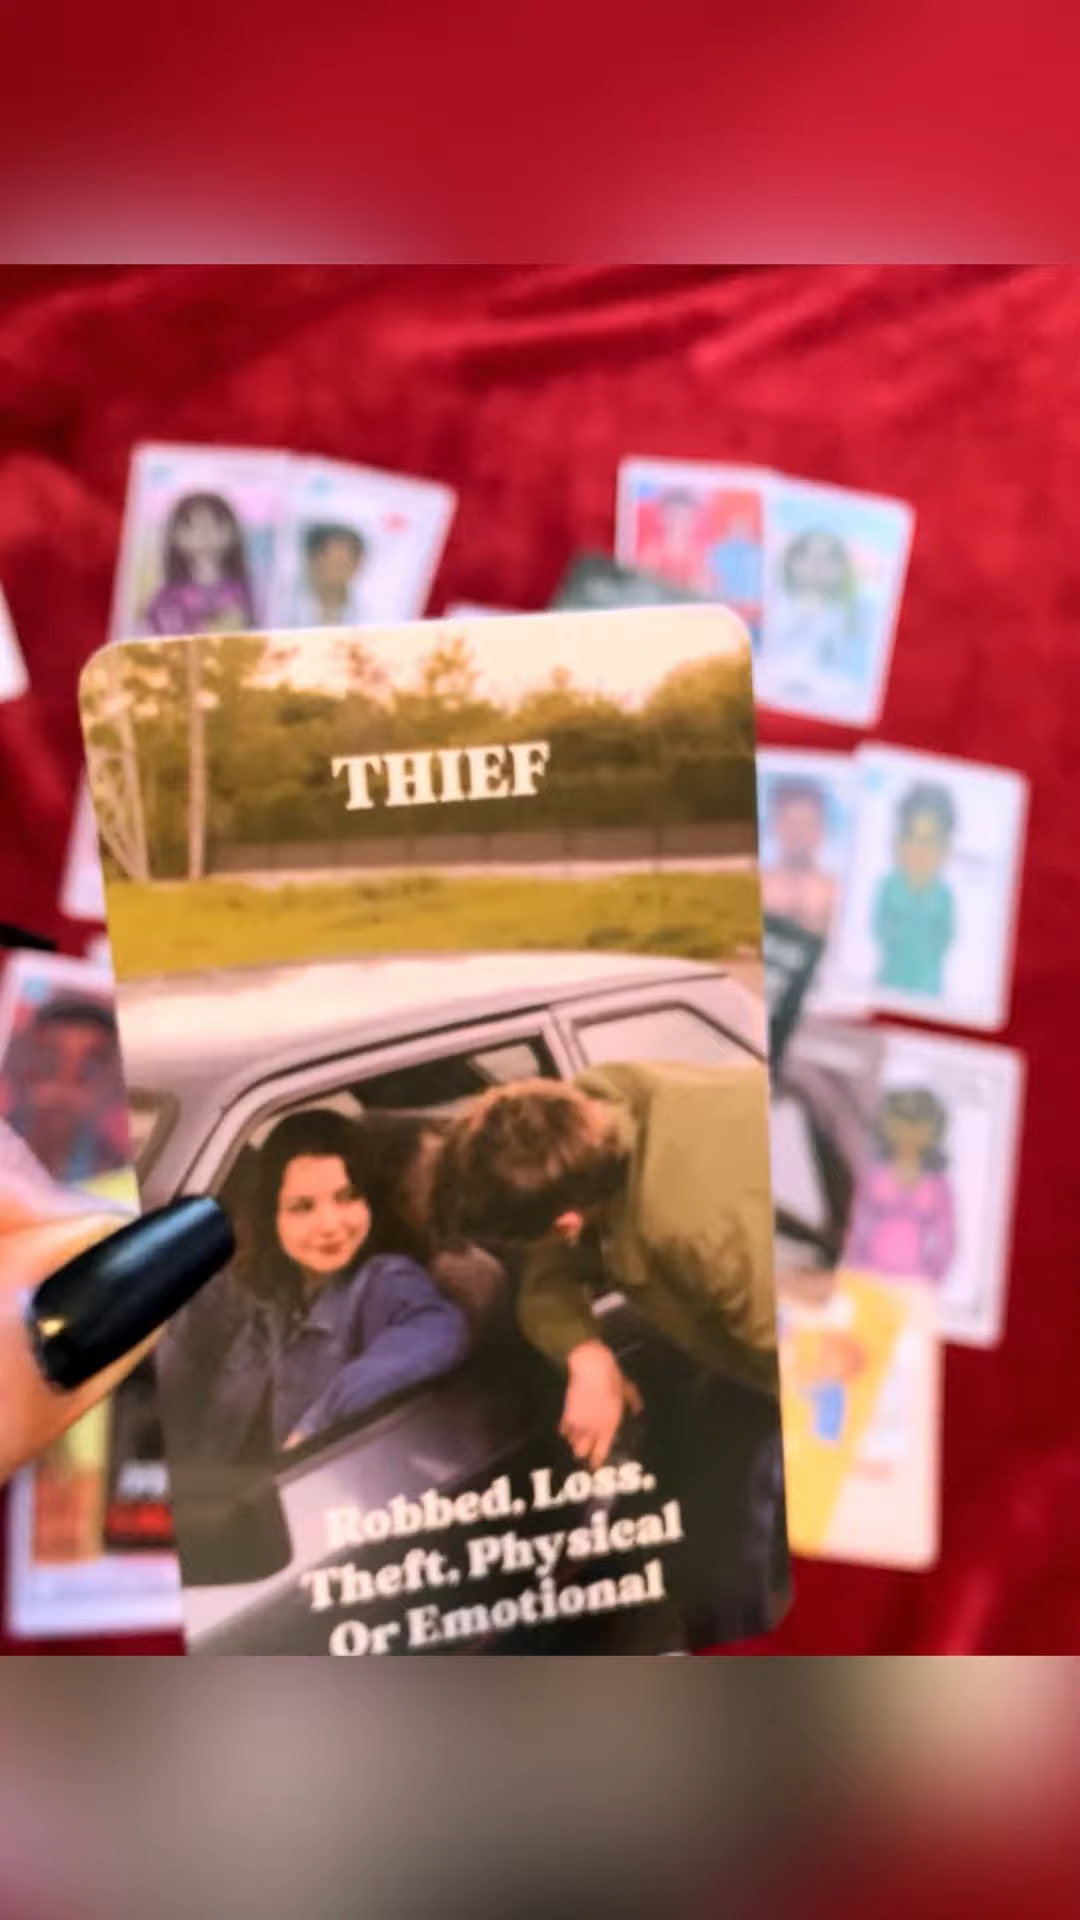 THIEF
Robbed. Loss.
Theft. Physical
Or Emotional